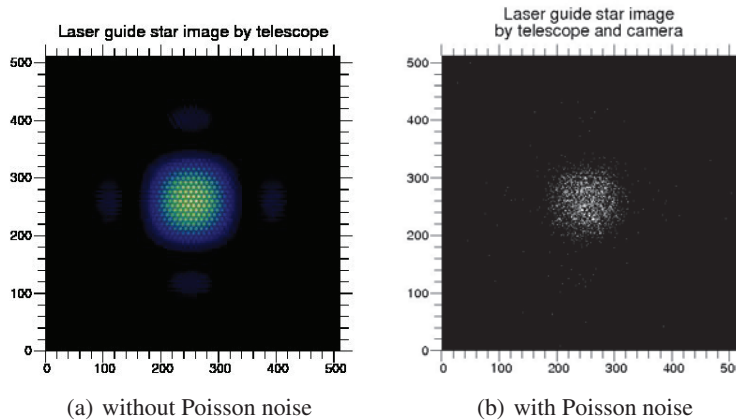 Laser guide star image by telescope
500
400
300
200
100
0
0 100 200 300 400 500
(a) without Poisson noise
Laser guide star image
by telescope and camera
500
400
300
200
100
0
0 100 200 300 400 500
(b) with Poisson noise